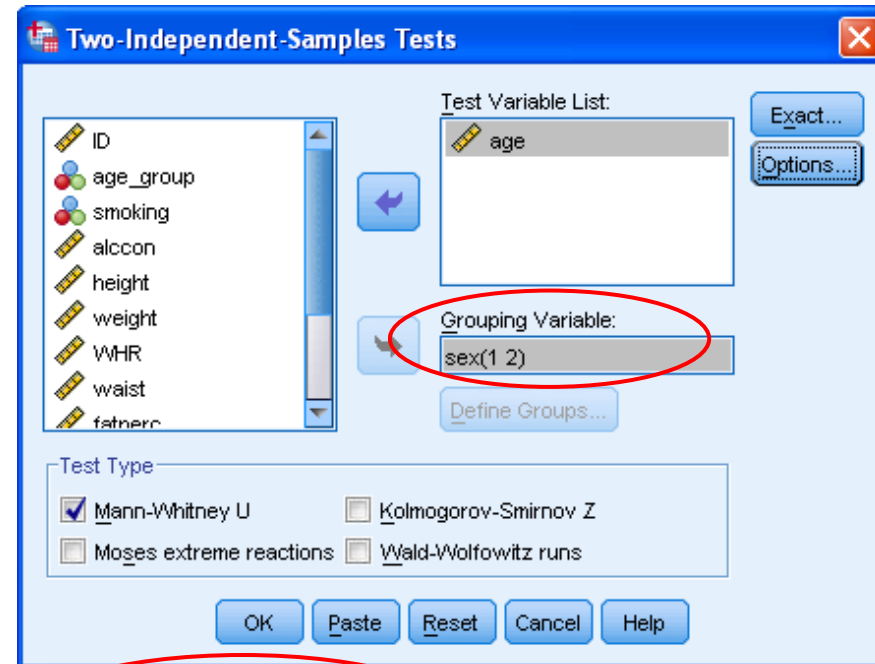 Two-Independent-Samples Tests
ID
age_group
smoking
alccon
height
weight
WHR
waist
fatperc
Test Variable List:
age
Grouping Variable:
sex(1 2)
Define Groups...
Exact...
Options...
Test Type
Mann-Whitney U
Kolmogorov-Smirnov Z
Moses extreme reactions
Wald-Wolfowitz runs
OK
Paste
Reset
Cancel
Help